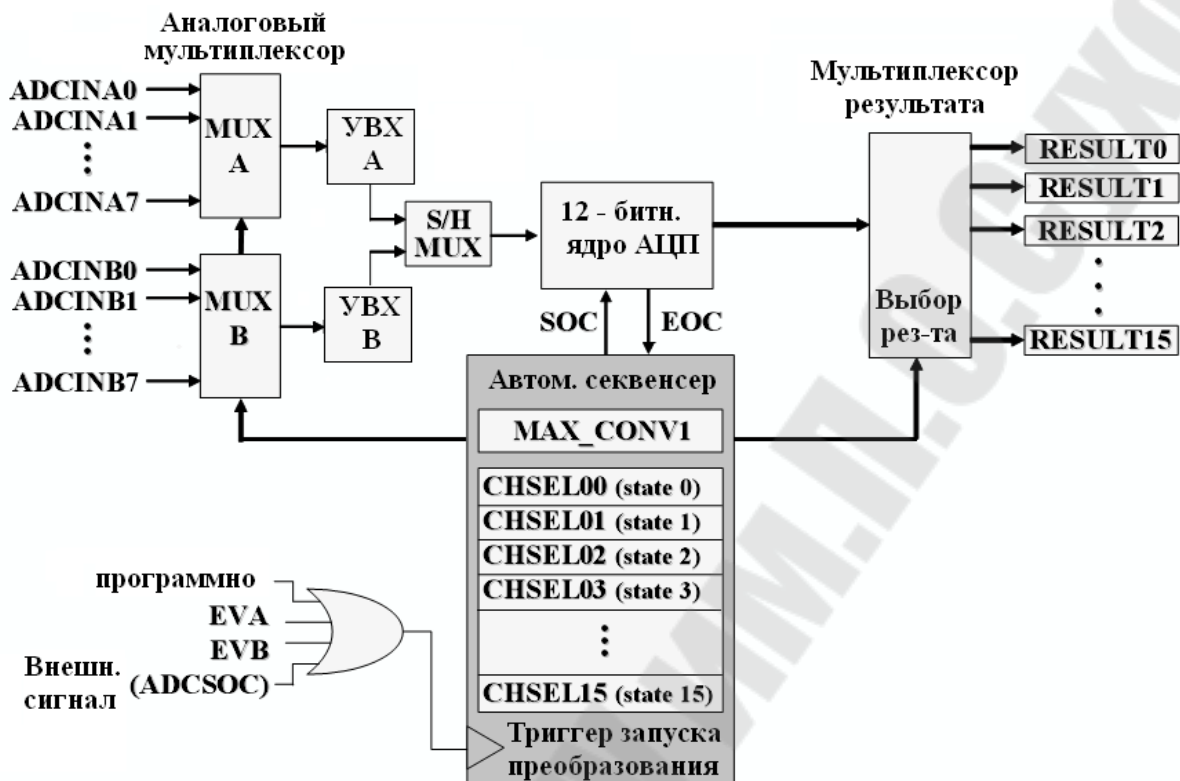 Аналоговый
мультиплексор
ADCINA0
ADCINA1
ADCINA7
MUX
A
УВХ
A
ADCINB0
ADCINB1
ADCINB7
MUX
B
УВХ
B
S/H
MUX
12 - битн.
ядро АЦП
SOC
EOC
Мультиплексор
результата
Выбор
рез-та
RESULT0
RESULT1
RESULT2
RESULT15
Автом. секвенсер
MAX_CONV1
CHSEL00 (state 0)
CHSEL01 (state 1)
CHSEL02 (state 2)
CHSEL03 (state 3)
CHSEL15 (state 15)
Триггер запуска
преобразования
программно
EVA
EVB
Внешн.
сигнал
(ADCSOC)
им.П.О.Сухо